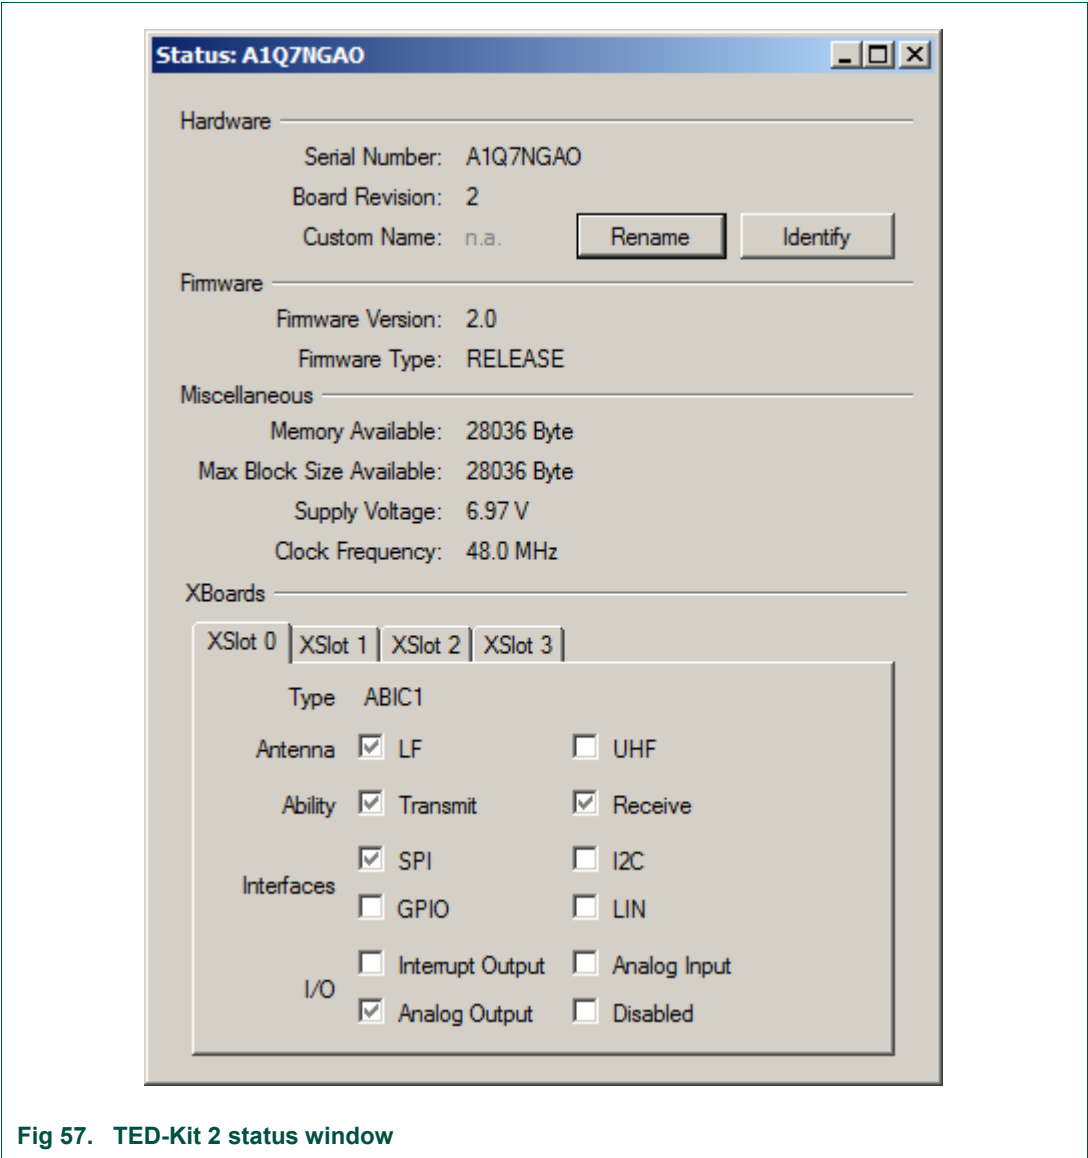 Status: A1Q7NGAO
Hardware
Serial Number: A1Q7NGAO
Board Revision: 2
Custom Name: n.a. Rename Identify
Firmware
Firmware Version: 2.0
Firmware Type: RELEASE
Miscellaneous
Memory Available: 28036 Byte
Max Block Size Available: 28036 Byte
Supply Voltage: 6.97 V
Clock Frequency: 48.0 MHz
XBoards
XSlot 0 XSlot 1 XSlot 2 XSlot 3
Type ABIC1
Antenna LF UHF
Ability Transmit Receive
SPI I2C
Interfaces
GPIO LIN
Interrupt Output Analog Input
I/O
Analog Output Disabled
Fig 57. TED-Kit 2 status window